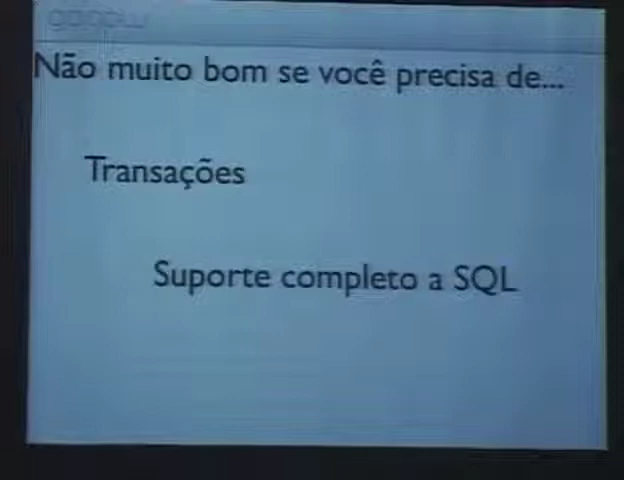 Não muito bom se você precisa de...
Transações
Suporte completo a SQL